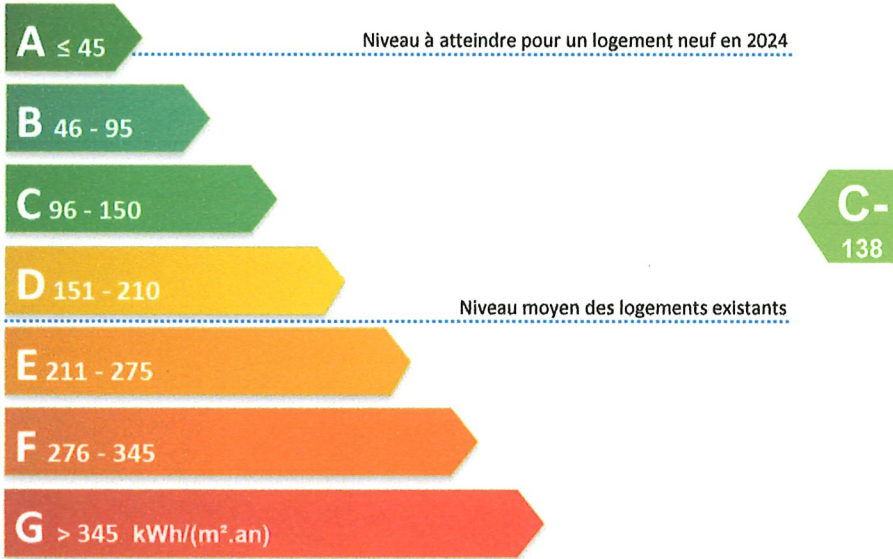 A ≤ 45
Niveau à atteindre pour un logement neuf en 2024
B 46 - 95
C 96 - 150
C-
138
D 151 - 210
Niveau moyen des logements existants
E 211 - 275
F 276 - 345
G > 345 kWh/(m².an)